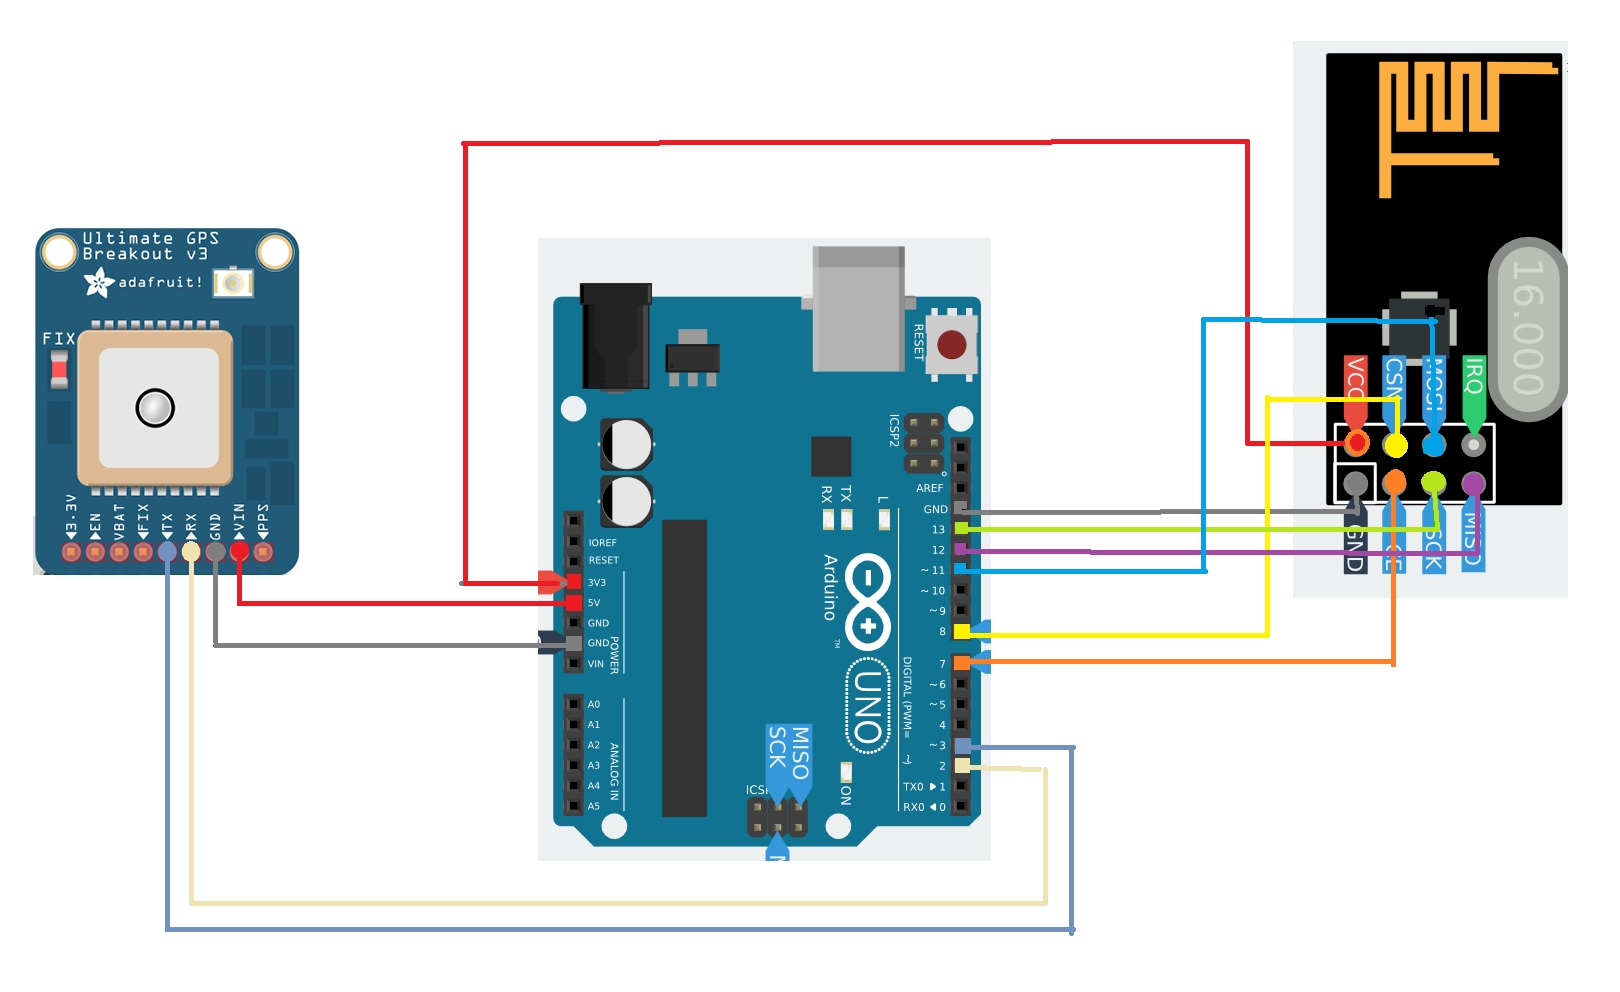 Ultimate GPS
Breakout v3
adafruit!
FIX
3.3V
EN
VBAT
FIX
TX
RX
GND
VIN
PPS
RESET
ICSP2
AREF
GND
13
12
~11
~10
~9
8
7
~6
~5
4
~3
2
TX0 ▶ 1
RX0 ◀ 0
DIGITAL (PWM= ~)
IOREF
RESET
3V3
5V
GND
GND
VIN
POWER
A0
A1
A2
A3
A4
A5
ANALOG IN
RX
TX
L
Arduino
TM
UNO
ON
MISO
SCK
16.000
VCC
CSN
MOSI
IRQ
GND
CE
SCK
MISO